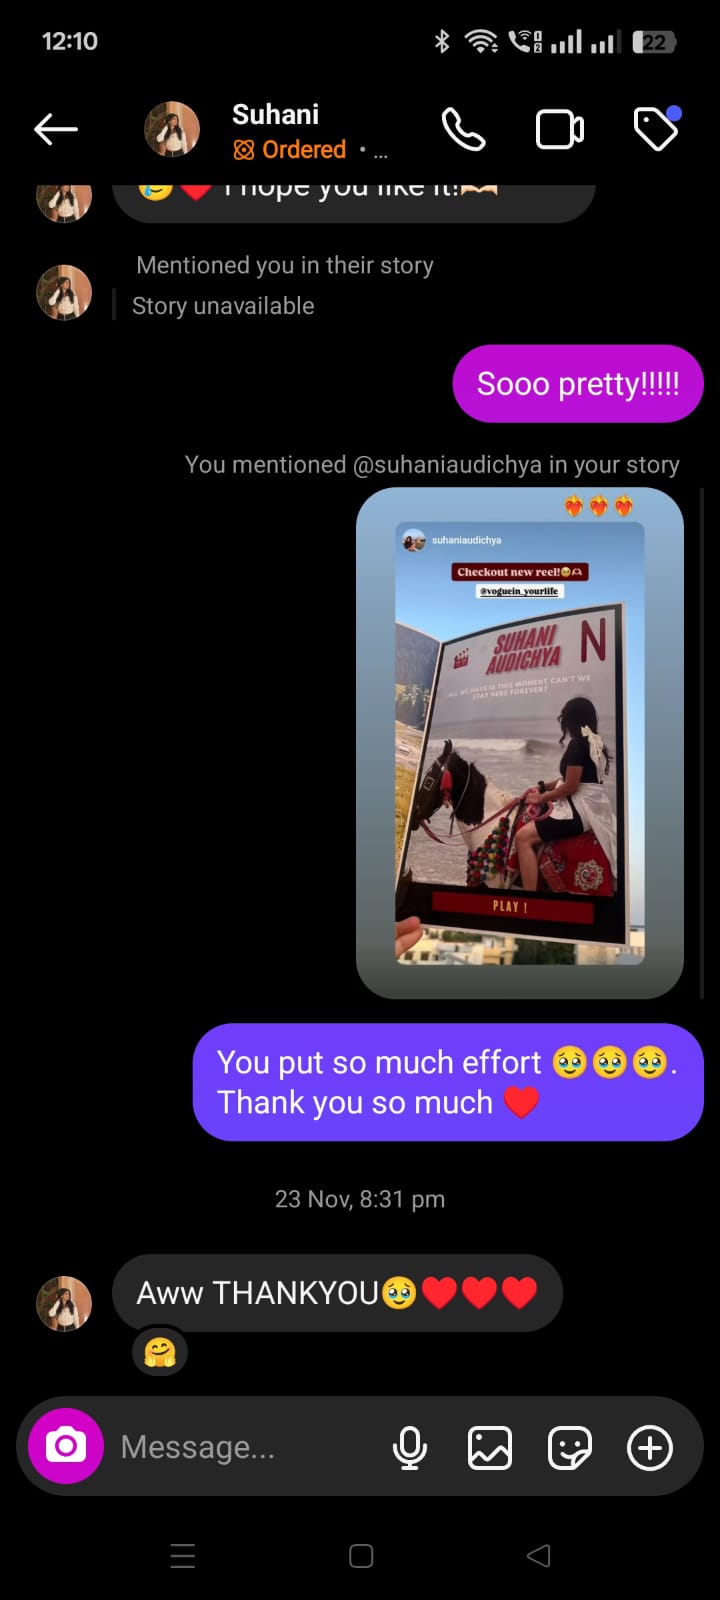 12:10
22
Suhani
Ordered · ...
I hope you like it!
Mentioned you in their story
Story unavailable
Sooo pretty!!!!!
You mentioned @suhaniaudichya in your story
suhaniaudichya
Checkout new reel!🥹🫶
@voguein_yourlife
SUHANI
AUDICHYA
N
ALL WE HAVE IS THIS MOMENT CAN'T WE
STAY HERE FOREVER?
PLAY !
You put so much effort 🥹🥹🥹.
Thank you so much ❤️
23 Nov, 8:31 pm
Aww THANKYOU🥹❤️❤️❤️
Message...